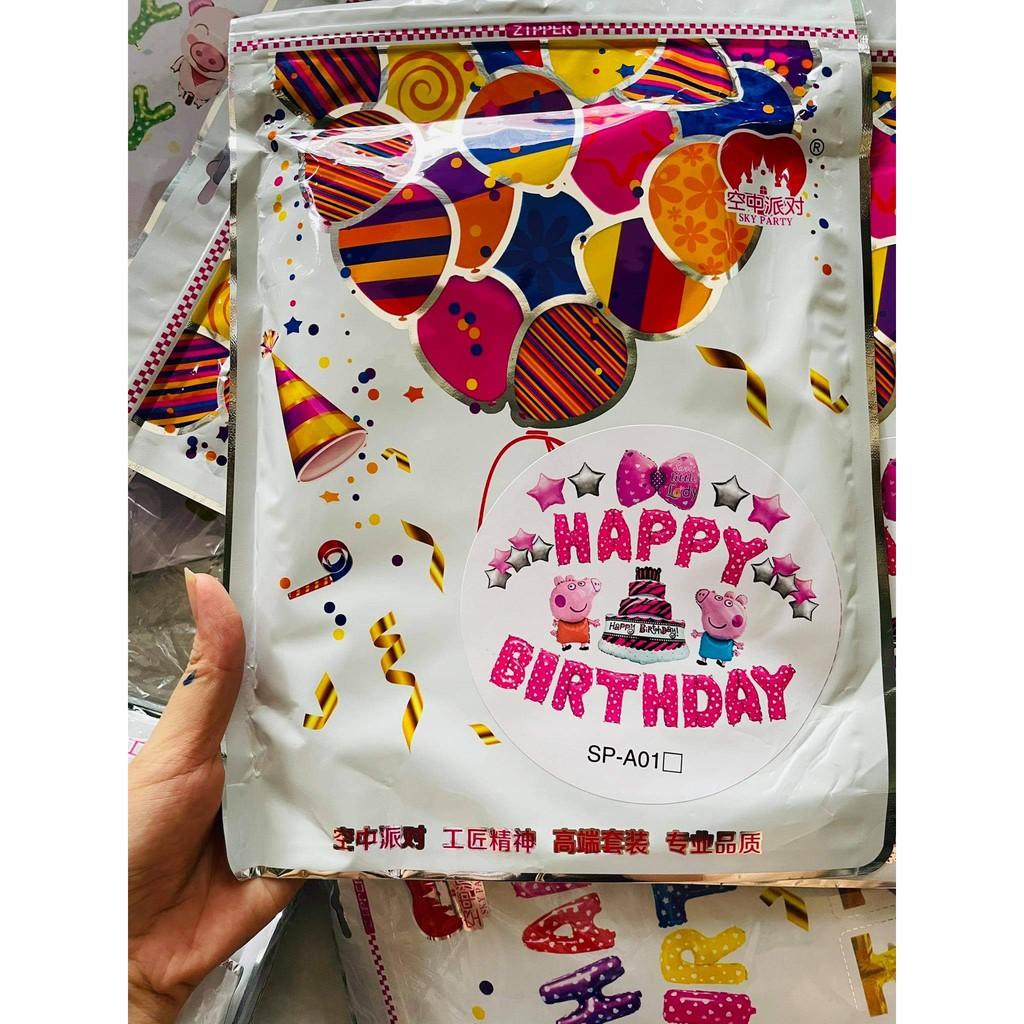 ZIPPER
空中派对
®
SKY PARTY
Sweet
little
Lady
HAPPY
Happy Birthday!
BIRTHDAY
SP-A01□
空中派对 工匠精神 高端套装 专业品质